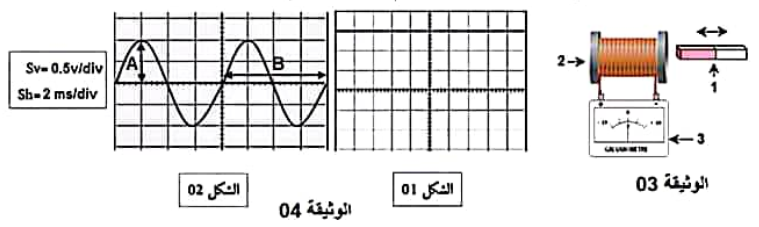 Sv= 0.5v/div
Sh= 2 ms/div
A
B
2
1
3
GALVANOMETRE
الشكل 02
الشكل 01
الوثيقة 04
الوثيقة 03